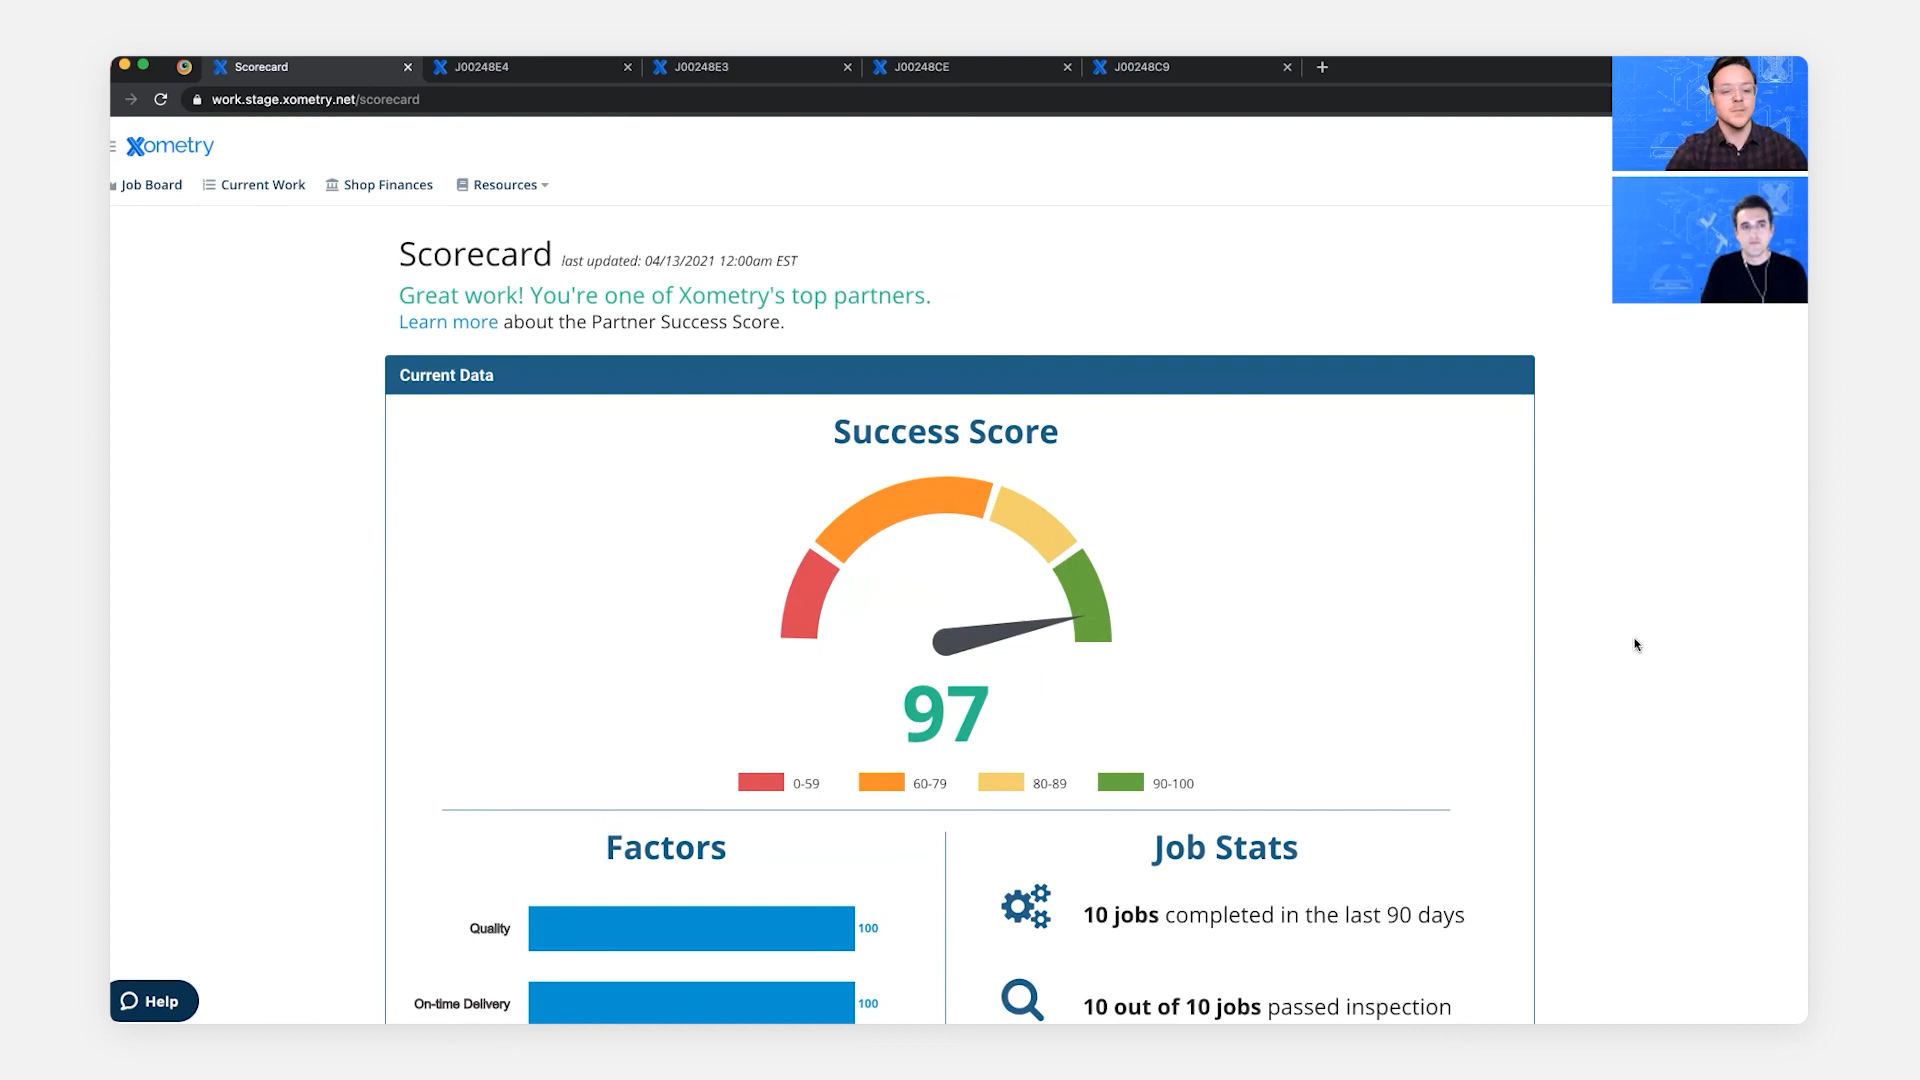 Scorecard
J00248E4
J00248E3
J00248CE
J00248C9
work.stage.xometry.net/scorecard
Xometry
Job Board
Current Work
Shop Finances
Resources
Scorecard last updated: 04/13/2021 12:00am EST
Great work! You're one of Xometry's top partners.
Learn more about the Partner Success Score.
Current Data
Success Score
97
0-59
60-79
80-89
90-100
Factors
Quality
100
On-time Delivery
100
Job Stats
10 jobs completed in the last 90 days
10 out of 10 jobs passed inspection
Help